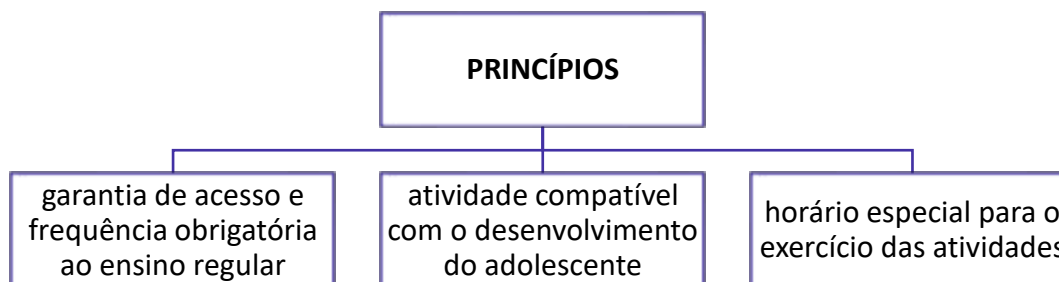 PRINCÍPIOS
garantia de acesso e
frequência obrigatória
ao ensino regular
atividade compatível
com o desenvolvimento
do adolescente
horário especial para o
exercício das atividades